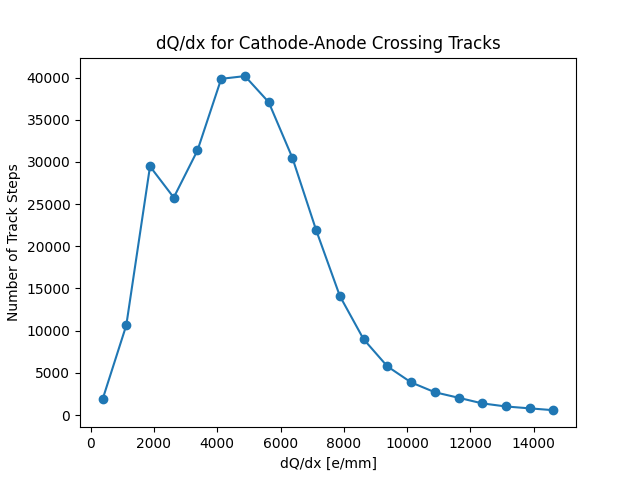 dQ/dx for Cathode-Anode Crossing Tracks
Number of Track Steps
40000
35000
30000
25000
20000
15000
10000
5000
0
0 2000 4000 6000 8000 10000 12000 14000
dQ/dx [e/mm]